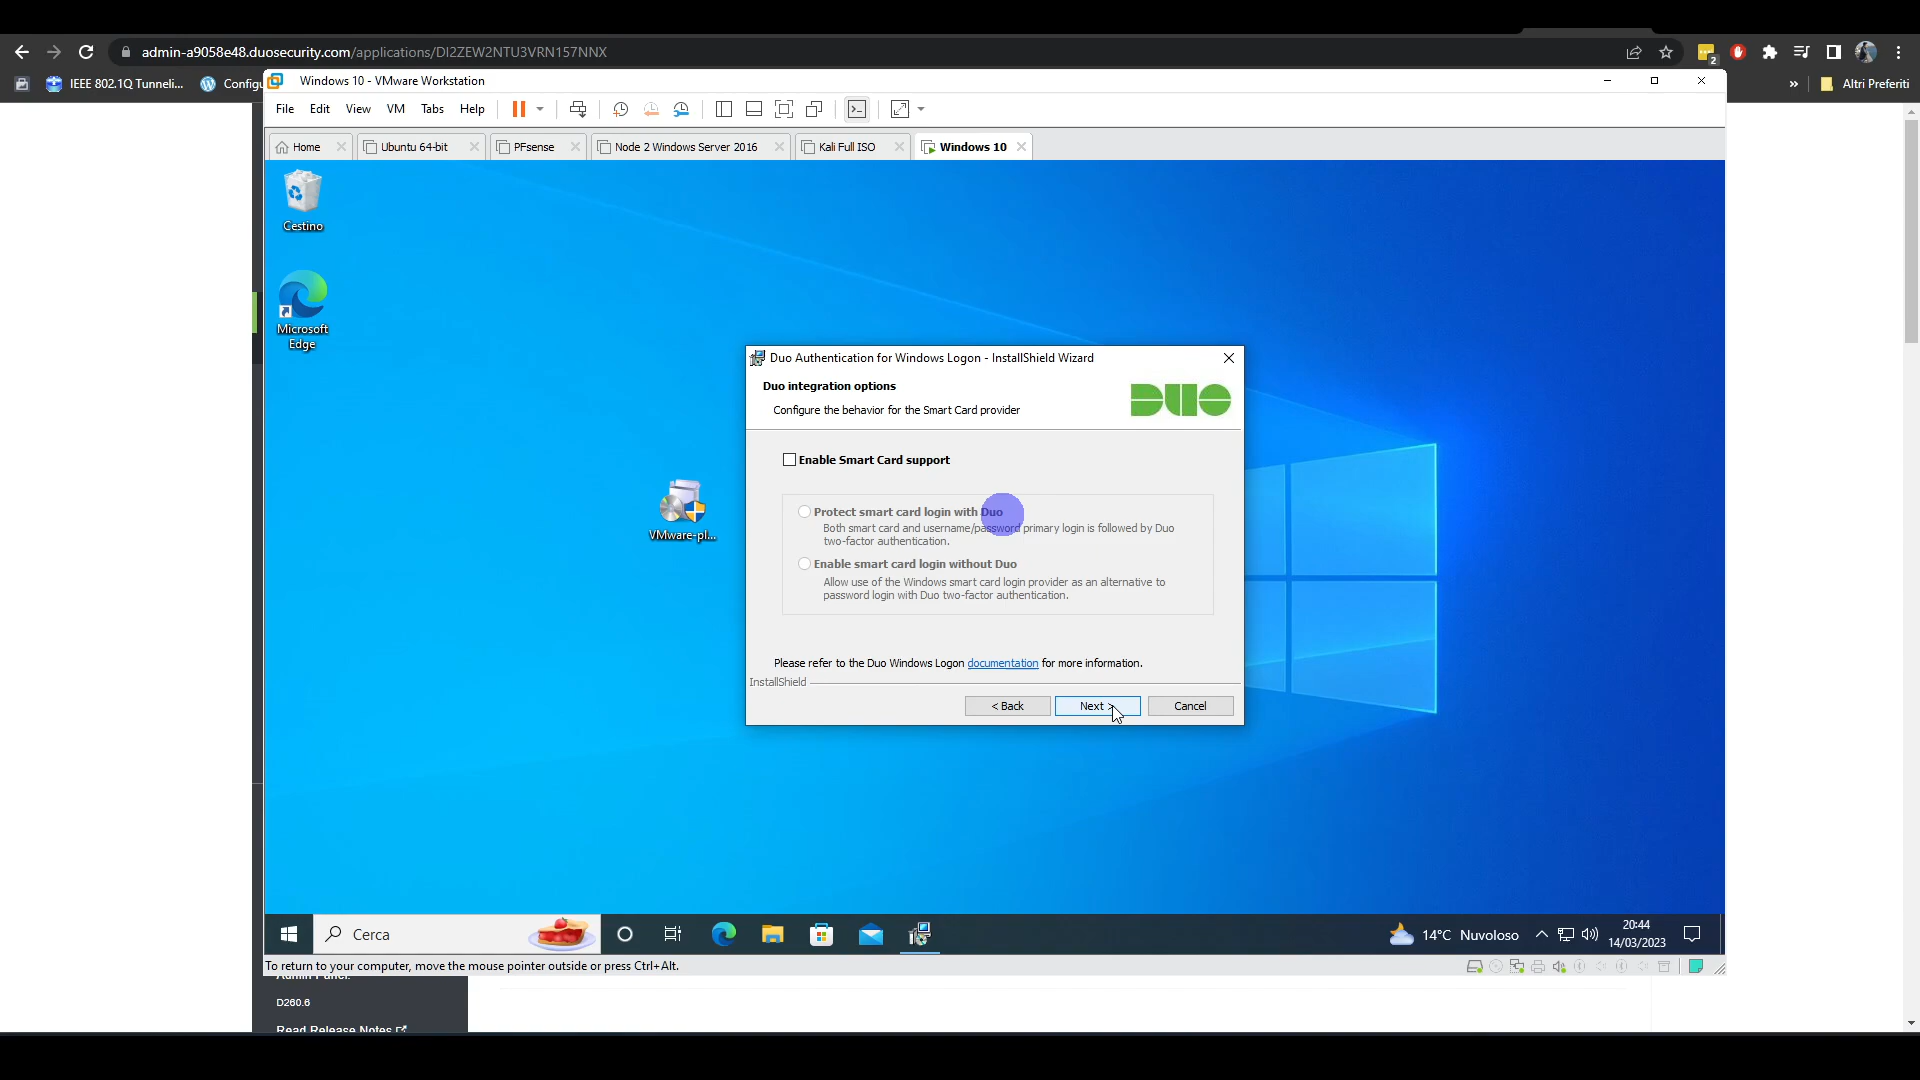 admin-a9058e48.duosecurity.com/applications/DI2ZEW2NTU3VRN157NNX
2
IEEE 802.1Q Tunneli...
Configu
»
Altri Preferiti
Windows 10 - VMware Workstation
File Edit View VM Tabs Help
Home
Ubuntu 64-bit
PFsense
Node 2 Windows Server 2016
Kali Full ISO
Windows 10
Cestino
Microsoft
Edge
VMware-pl...
Duo Authentication for Windows Logon - InstallShield Wizard
Duo integration options
Configure the behavior for the Smart Card provider
DUO
Enable Smart Card support
Protect smart card login with Duo
Both smart card and username/password primary login is followed by Duo
two-factor authentication.
Enable smart card login without Duo
Allow use of the Windows smart card login provider as an alternative to
password login with Duo two-factor authentication.
Please refer to the Duo Windows Logon documentation for more information.
InstallShield
< Back
Next >
Cancel
Cerca
14°C Nuvoloso
20:44
14/03/2023
To return to your computer, move the mouse pointer outside or press Ctrl+Alt.
Admin Panel:
D260.6
Read Release Notes